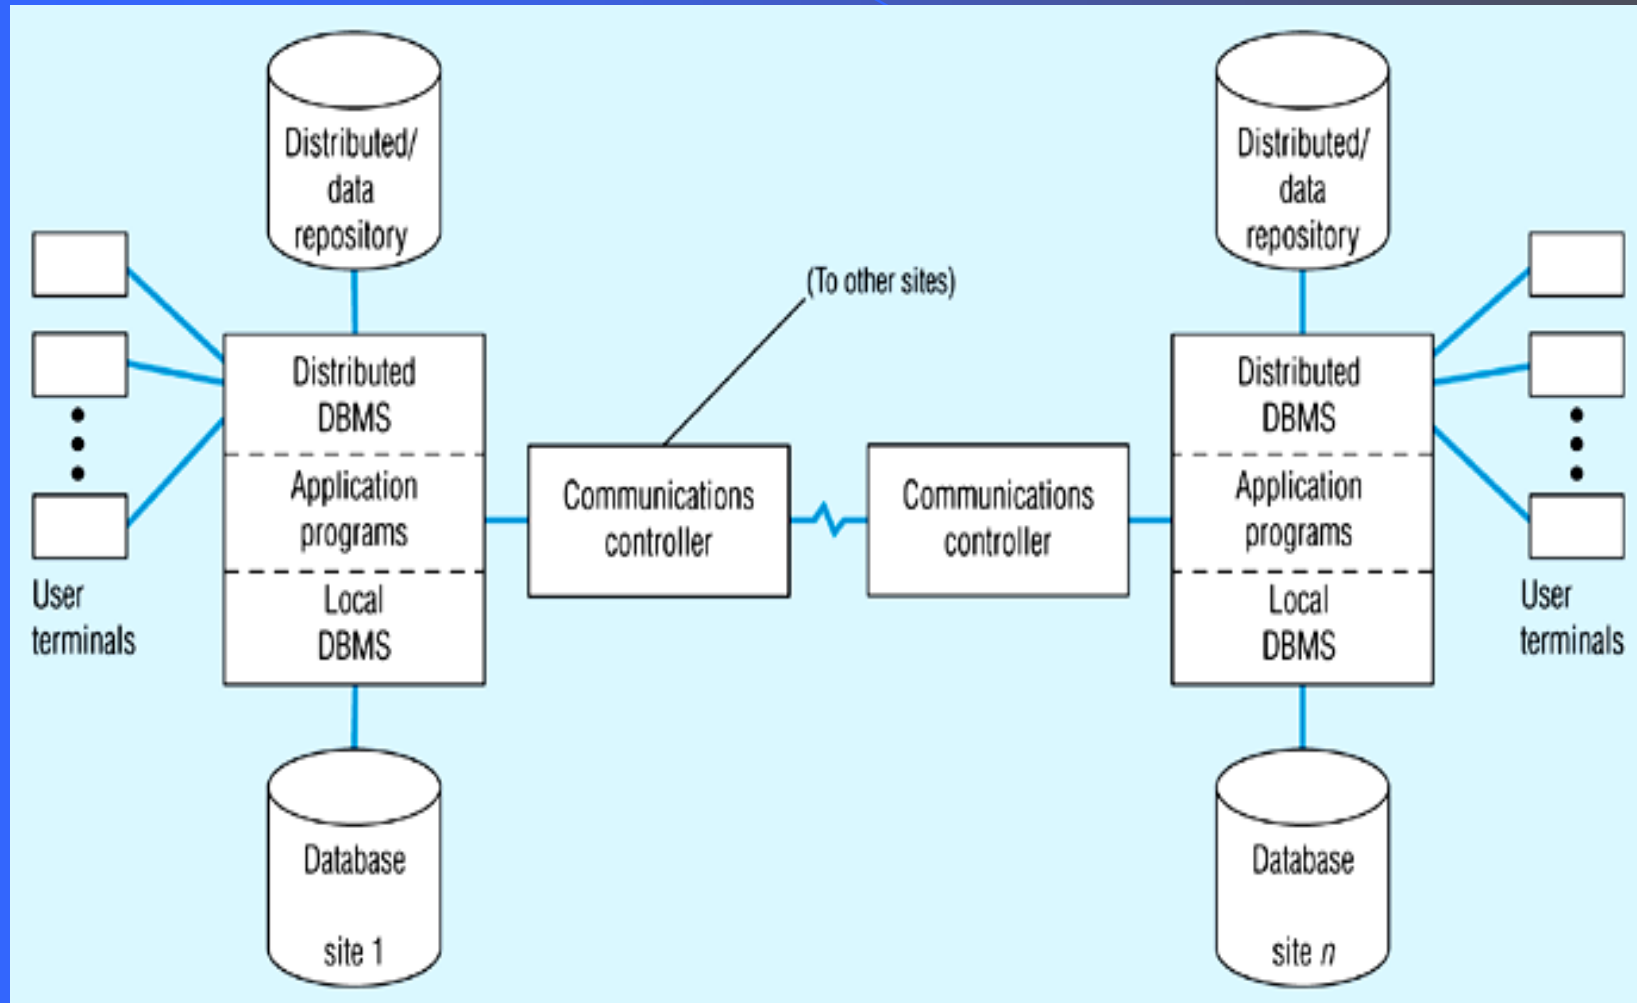 Distributed/
data
repository
Distributed/
data
repository
(To other sites)
Distributed
DBMS
Application
programs
Local
DBMS
Communications
controller
Communications
controller
Distributed
DBMS
Application
programs
Local
DBMS
User
terminals
User
terminals
Database
site 1
Database
site n